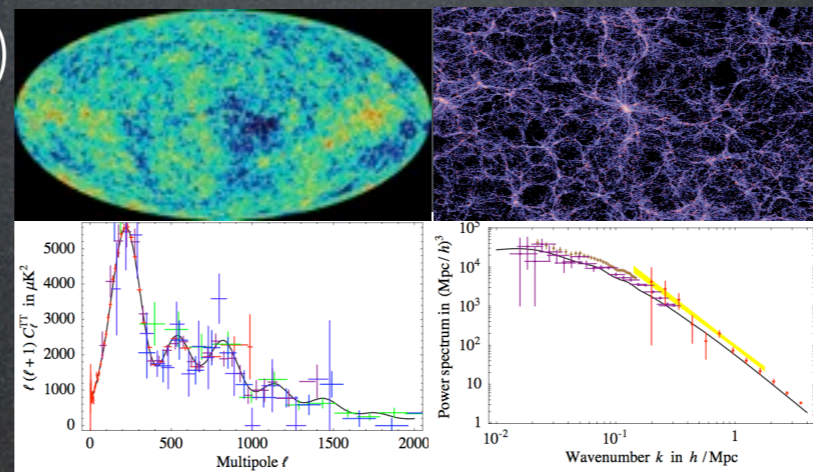 )
ℓ (ℓ + 1) C_ℓ^TT in μK²
5000
4000
3000
2000
1000
0
0 500 1000 1500 2000
Multipole ℓ
Power spectrum in (Mpc / h)³
10⁵
10⁴
10³
10²
10
1
10⁻² 10⁻¹ 1
Wavenumber k in h / Mpc